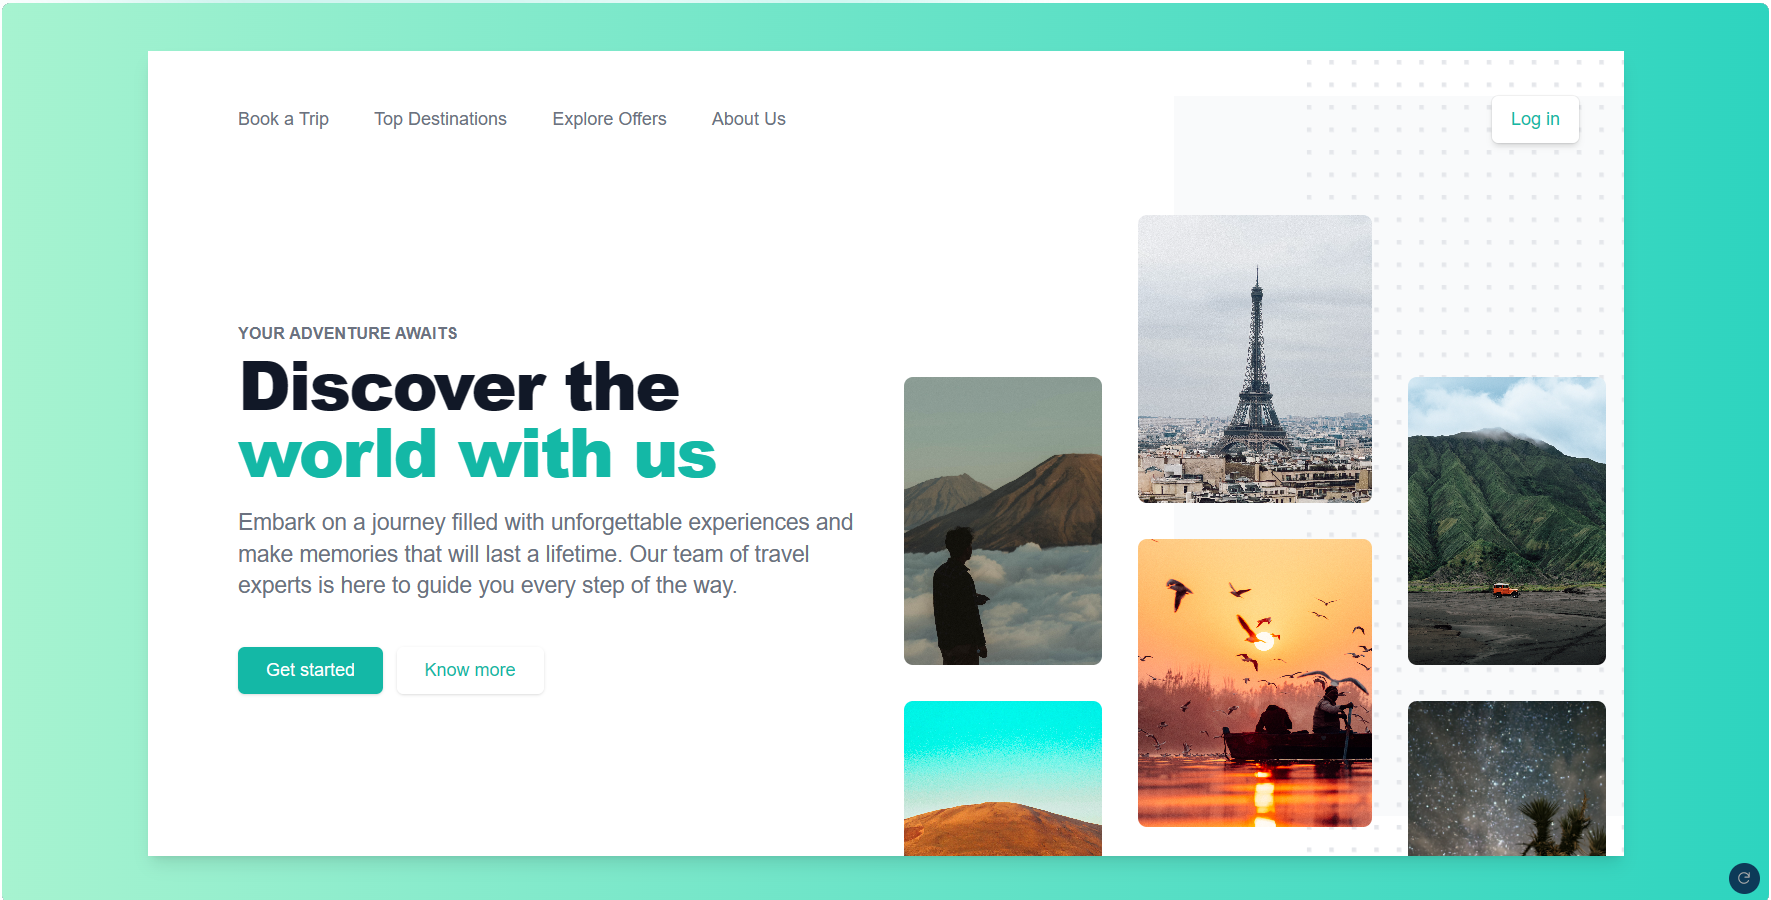 Book a Trip Top Destinations Explore Offers About Us Log in
YOUR ADVENTURE AWAITS
Discover the
world with us
Embark on a journey filled with unforgettable experiences and
make memories that will last a lifetime. Our team of travel
experts is here to guide you every step of the way.
Get started Know more